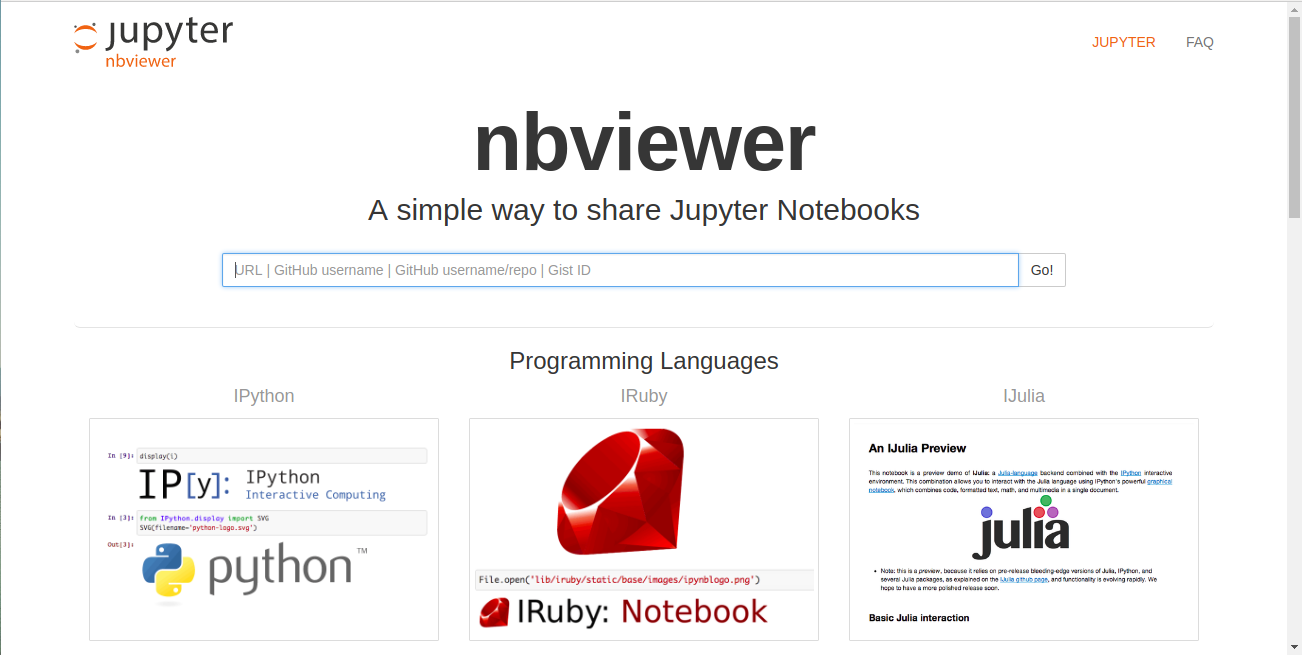 jupyter
nbviewer
JUPYTER FAQ
nbviewer
A simple way to share Jupyter Notebooks
URL | GitHub username | GitHub username/repo | Gist ID Go!
Programming Languages
IPython
In [9]: display(i)
IP[y]: IPython
Interactive Computing
In [3]: from IPython.display import SVG
SVG(filename='python-logo.svg')
Out[3]:
python™
IRuby
File.open('lib/iruby/static/base/images/ipynblogo.png')
IRuby: Notebook
IJulia
An IJulia Preview
This notebook is a preview demo of IJulia: a Julia-language backend combined with the IPython interactive
environment. This combination allows you to interact with the Julia language using IPython's powerful graphical
notebook, which combines code, formatted text, math, and multimedia in a single document.
julia
• Note: this is a preview, because it relies on pre-release bleeding-edge versions of Julia, IPython, and
several Julia packages, as explained on the IJulia github page, and functionality is evolving rapidly. We
hope to have a more polished release soon.
Basic Julia interaction